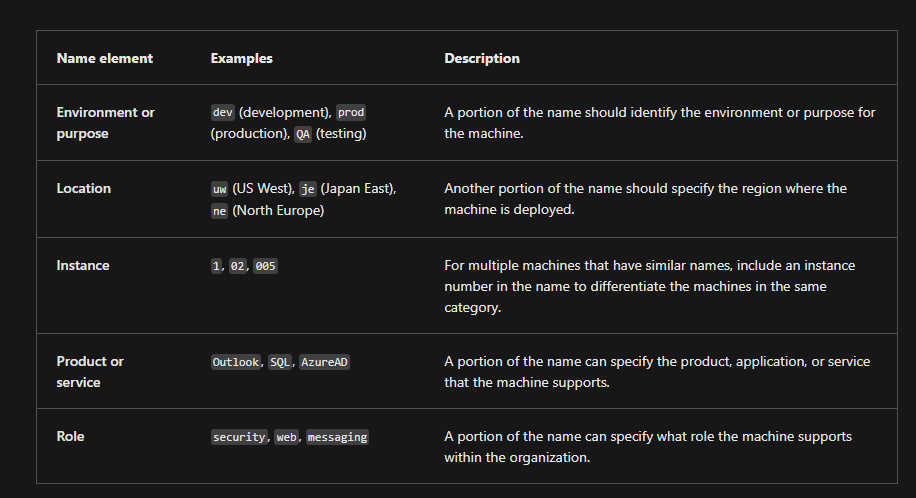 Name element Examples Description
Environment or purpose
dev (development), prod
(production), QA (testing)
A portion of the name should identify the environment or purpose for
the machine.
Location
uw (US West), je (Japan East),
ne (North Europe)
Another portion of the name should specify the region where the
machine is deployed.
Instance
1, 02, 005
For multiple machines that have similar names, include an instance
number in the name to differentiate the machines in the same
category.
Product or
service
Outlook, SQL, AzureAD
A portion of the name can specify the product, application, or service
that the machine supports.
Role
security, web, messaging
A portion of the name can specify what role the machine supports
within the organization.